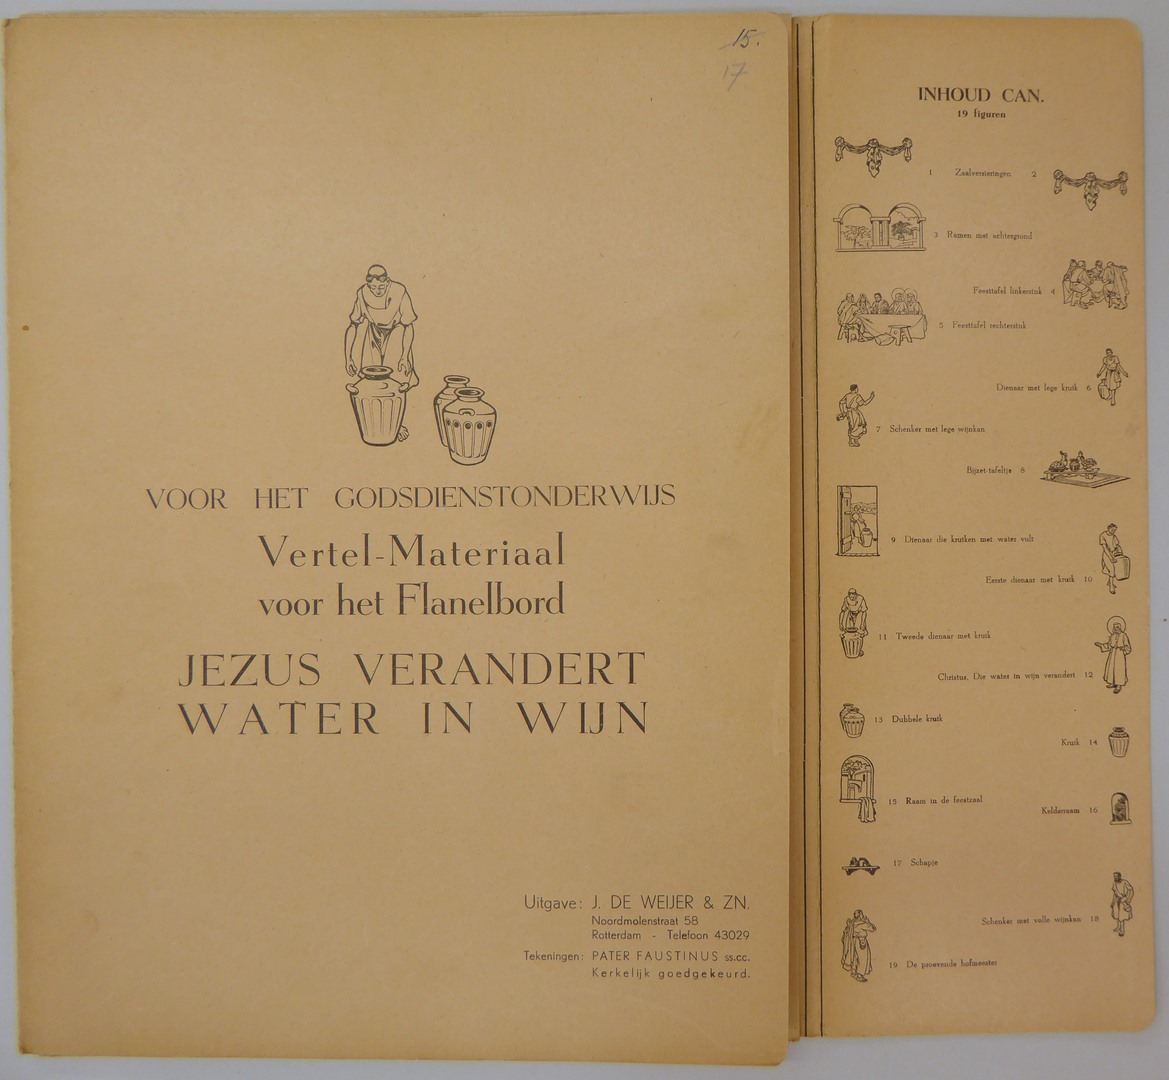 15.
17
VOOR HET GODSDIENSTONDERWIJS
Vertel-Materiaal
voor het Flanelbord
JEZUS VERANDERT
WATER IN WIJN
Uitgave: J. DE WEIJER & ZN.
Noordmolenstraat 58
Rotterdam - Telefoon 43029
Tekeningen: PATER FAUSTINUS ss.cc.
Kerkelijk goedgekeurd.
INHOUD CAN.
19 figuren
1 Zaalversieringen 2
3 Ramen met achtergrond
Feesttafel linkerstuk 4
5 Feesttafel rechterstuk
Dienaar met lege kruik 6
7 Schenker met lege wijnkan
Bijzet-tafeltje 8
9 Dienaar die kruiken met water vult
Eerste dienaar met kruik 10
11 Tweede dienaar met kruik
Christus, Die water in wijn verandert 12
13 Dubbele kruik
Kruik 14
15 Raam in de feestzaal
Kelderraam 16
17 Schapje
Schenker met volle wijnkan 18
19 De proevende hofmeester